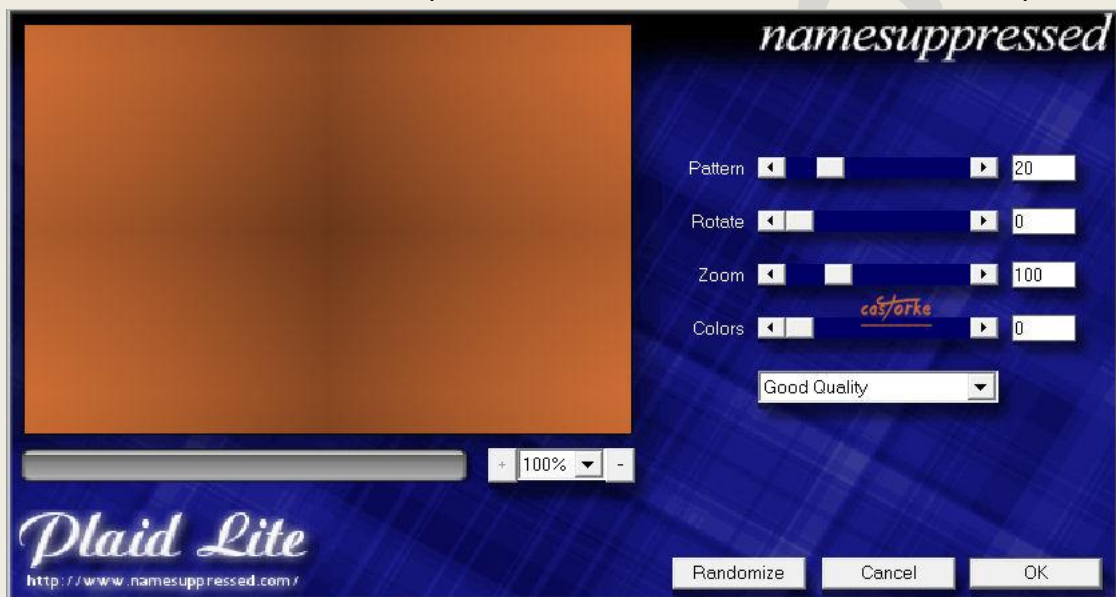 namesuppressed
Pattern 20
Rotate 0
Zoom 100
castorke
Colors 0
Good Quality
+ 100% -
Plaid Lite
http://www.namesuppressed.com/
Randomize Cancel OK